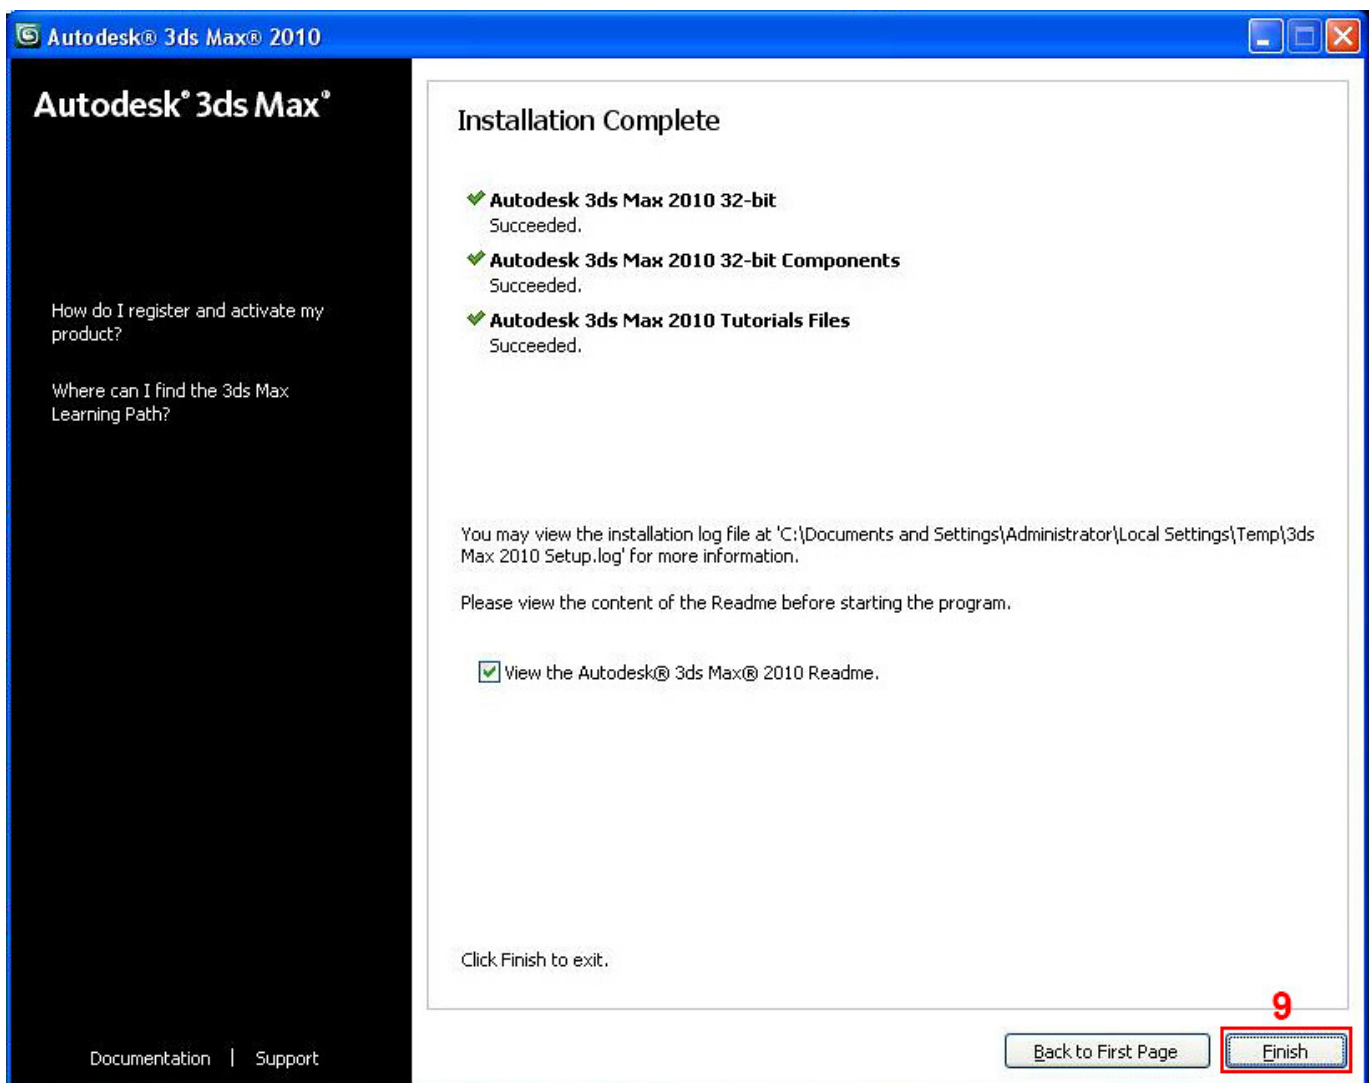 Autodesk® 3ds Max® 2010
Autodesk® 3ds Max®
How do I register and activate my
product?
Where can I find the 3ds Max
Learning Path?
Documentation | Support
Installation Complete
Autodesk 3ds Max 2010 32-bit
Succeeded.
Autodesk 3ds Max 2010 32-bit Components
Succeeded.
Autodesk 3ds Max 2010 Tutorials Files
Succeeded.
You may view the installation log file at 'C:\Documents and Settings\Administrator\Local Settings\Temp\3ds
Max 2010 Setup.log' for more information.
Please view the content of the Readme before starting the program.
View the Autodesk® 3ds Max® 2010 Readme.
Click Finish to exit.
9
Back to First Page
Finish